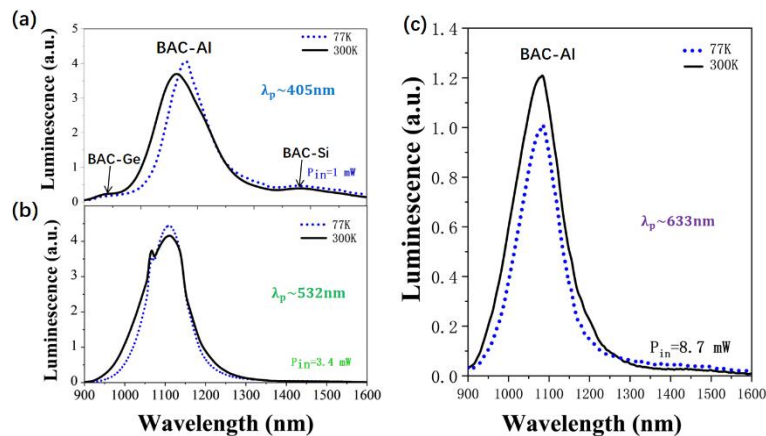 (a)
5
4
3
2
1
0
Luminescence (a.u.)
BAC-Al
77K
300K
λp~405nm
BAC-Ge
BAC-Si
Pin=1 mW
(b)
4
3
2
1
0
Luminescence (a.u.)
77K
300K
λp~532nm
Pin=3.4 mW
900 1000 1100 1200 1300 1400 1500 1600
Wavelength (nm)
(c)
1.4
1.2
1.0
0.8
0.6
0.4
0.2
0.0
Luminescence (a.u.)
BAC-Al
77K
300K
λp~633nm
Pin=8.7 mW
900 1000 1100 1200 1300 1400 1500 1600
Wavelength (nm)